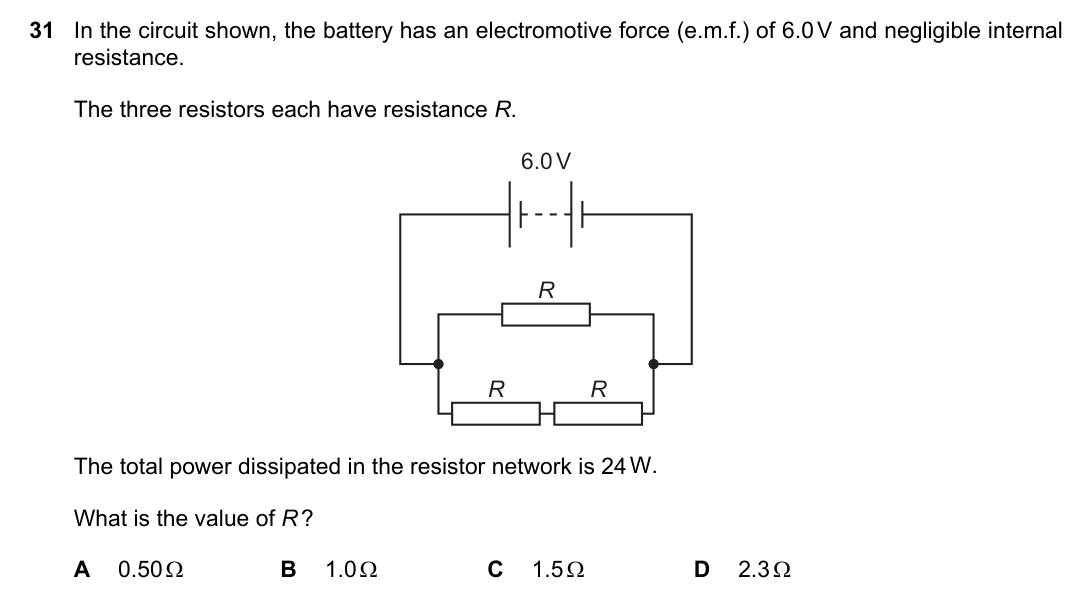 31 In the circuit shown, the battery has an electromotive force (e.m.f.) of 6.0 V and negligible internal
resistance.
The three resistors each have resistance R.
6.0 V
R
R R
The total power dissipated in the resistor network is 24 W.
What is the value of R?
A 0.50 Ω B 1.0 Ω C 1.5 Ω D 2.3 Ω